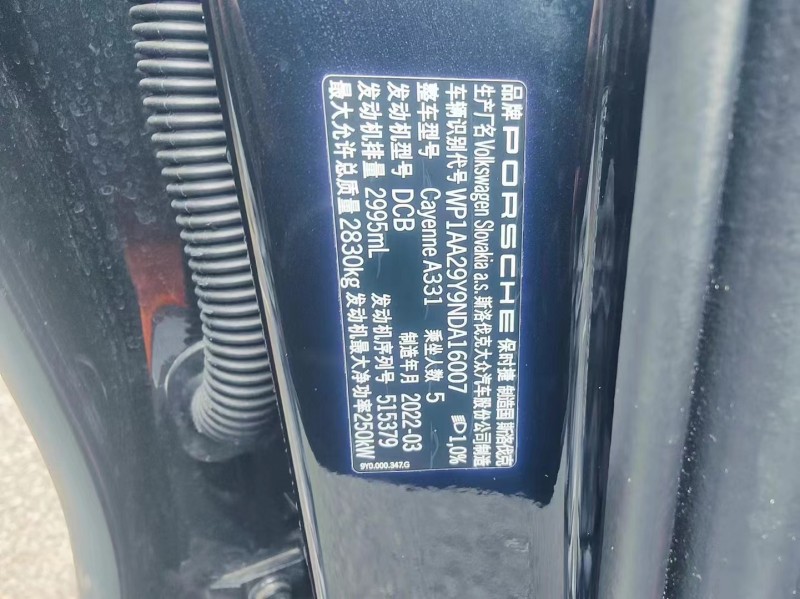 品牌 PORSCHE 保时捷 制造国 斯洛伐克
生产厂名 Volkswagen Slovakia a.s. 斯洛伐克大众汽车股份公司制造
车辆识别代号 WP1AA29Y9NDA16007 1,0%
整车型号 Cayenne A331 乘坐人数 5
发动机型号 DCB 制造年月 2022-03
发动机排量 2995mL 发动机序列号 515379
最大允许总质量 2830kg 发动机最大净功率250kW
9Y0.000.347.G